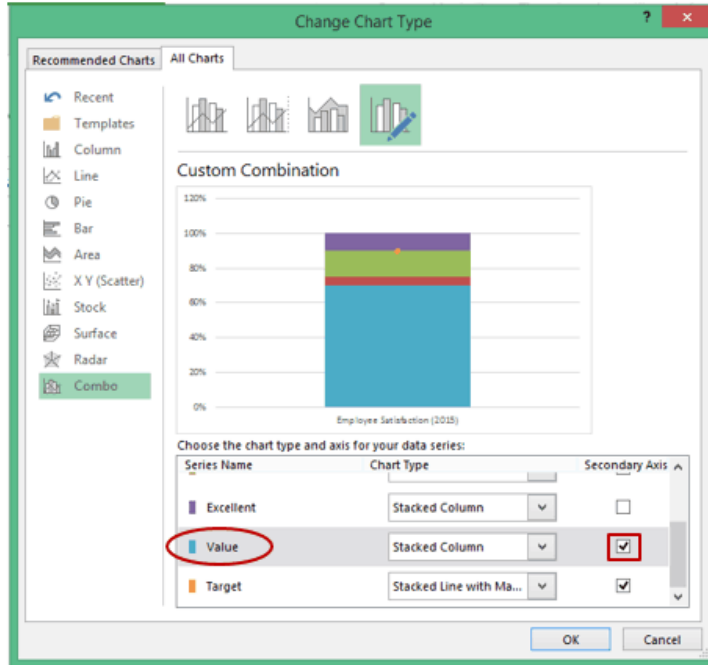 Change Chart Type
?
×
Recommended Charts
All Charts
Recent
Templates
Column
Line
Pie
Bar
Area
X Y (Scatter)
Stock
Surface
Radar
Combo
Custom Combination
120%
100%
80%
60%
40%
20%
0%
Employee Satisfaction (2015)
Choose the chart type and axis for your data series:
Series Name Chart Type Secondary Axis
Excellent Stacked Column
Value Stacked Column
Target Stacked Line with Ma...
OK Cancel